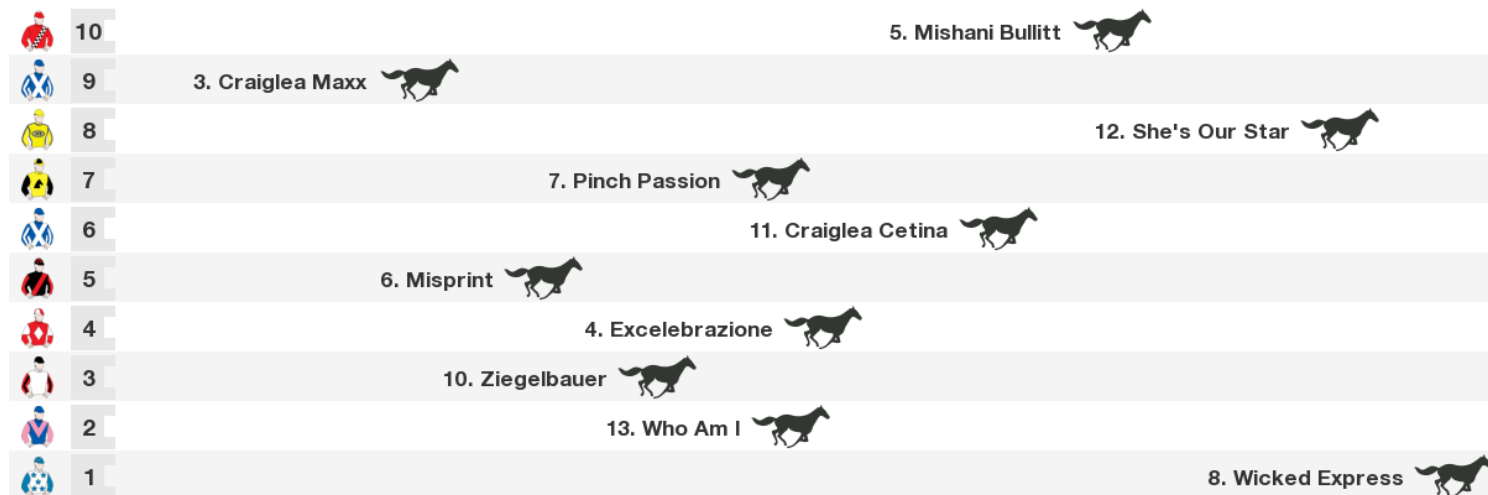 10 5. Mishani Bullitt
9 3. Craiglea Maxx
8 12. She's Our Star
7 7. Pinch Passion
6 11. Craiglea Cetina
5 6. Misprint
4 4. Excelebrazione
3 10. Ziegelbauer
2 13. Who Am I
1 8. Wicked Express